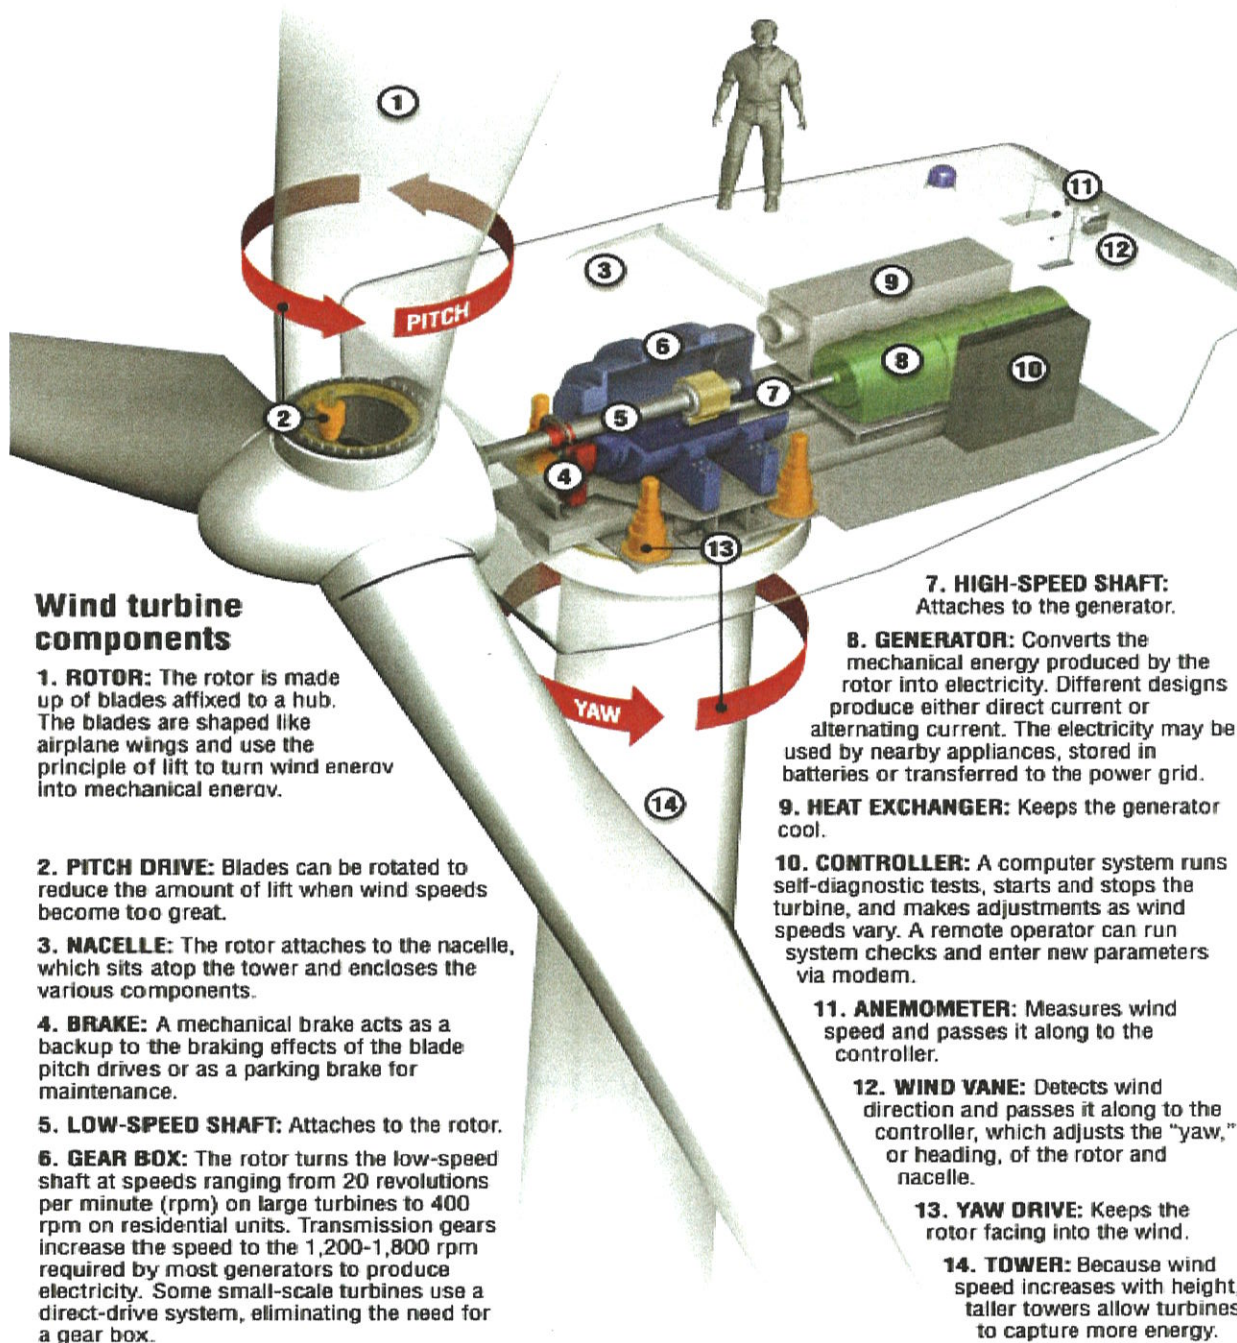 1
PITCH
2
3
4
5
6
7
8
9
10
11
12
13
YAW
14
Wind turbine
components
1. ROTOR: The rotor is made
up of blades affixed to a hub.
The blades are shaped like
airplane wings and use the
principle of lift to turn wind energy
into mechanical energy.
2. PITCH DRIVE: Blades can be rotated to
reduce the amount of lift when wind speeds
become too great.
3. NACELLE: The rotor attaches to the nacelle,
which sits atop the tower and encloses the
various components.
4. BRAKE: A mechanical brake acts as a
backup to the braking effects of the blade
pitch drives or as a parking brake for
maintenance.
5. LOW-SPEED SHAFT: Attaches to the rotor.
6. GEAR BOX: The rotor turns the low-speed
shaft at speeds ranging from 20 revolutions
per minute (rpm) on large turbines to 400
rpm on residential units. Transmission gears
increase the speed to the 1,200-1,800 rpm
required by most generators to produce
electricity. Some small-scale turbines use a
direct-drive system, eliminating the need for
a gear box.
7. HIGH-SPEED SHAFT:
Attaches to the generator.
8. GENERATOR: Converts the
mechanical energy produced by the
rotor into electricity. Different designs
produce either direct current or
alternating current. The electricity may be
used by nearby appliances, stored in
batteries or transferred to the power grid.
9. HEAT EXCHANGER: Keeps the generator
cool.
10. CONTROLLER: A computer system runs
self-diagnostic tests, starts and stops the
turbine, and makes adjustments as wind
speeds vary. A remote operator can run
system checks and enter new parameters
via modem.
11. ANEMOMETER: Measures wind
speed and passes it along to the
controller.
12. WIND VANE: Detects wind
direction and passes it along to the
controller, which adjusts the "yaw,"
or heading, of the rotor and
nacelle.
13. YAW DRIVE: Keeps the
rotor facing into the wind.
14. TOWER: Because wind
speed increases with height,
taller towers allow turbines
to capture more energy.